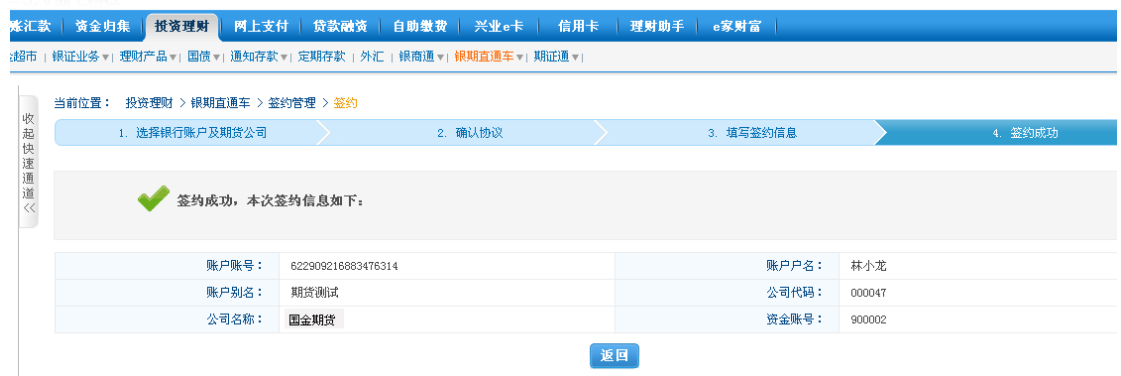 账汇款 | 资金归集 | 投资理财 | 网上支付 | 贷款融资 | 自助缴费 | 兴业e卡 | 信用卡 | 理财助手 | e家财富 |
超市 | 银证业务▼| 理财产品▼| 国债▼| 通知存款▼| 定期存款 | 外汇 | 银商通▼| 银期直通车▼| 期证通▼|
当前位置： 投资理财 > 银期直通车 > 签约管理 > 签约
收起快速通道<<
1. 选择银行账户及期货公司 2. 确认协议 3. 填写签约信息 4. 签约成功
签约成功，本次签约信息如下：
账户账号： 622909216883476314 账户户名： 林小龙
账户别名： 期货测试 公司代码： 000047
公司名称： 国金期货 资金账号： 900002
返回